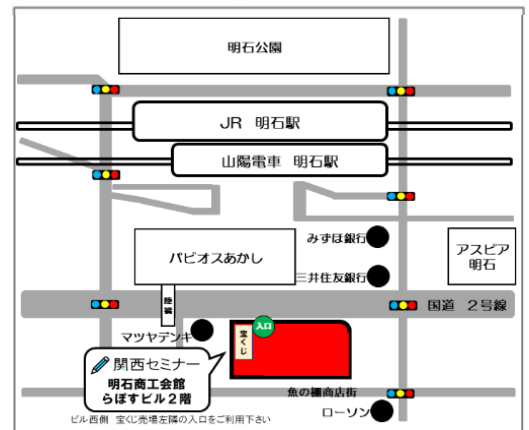 明石公園
JR 明石駅
山陽電車 明石駅
みずほ銀行
パピオスあかし
アスピア
明石
三井住友銀行
国道 2号線
陸橋
入口
宝くじ
マツヤデンキ
関西セミナー
明石商工会館
らぽすビル2階
魚の棚商店街
ローソン
ビル西側 宝くじ売場左隣の入口をご利用下さい